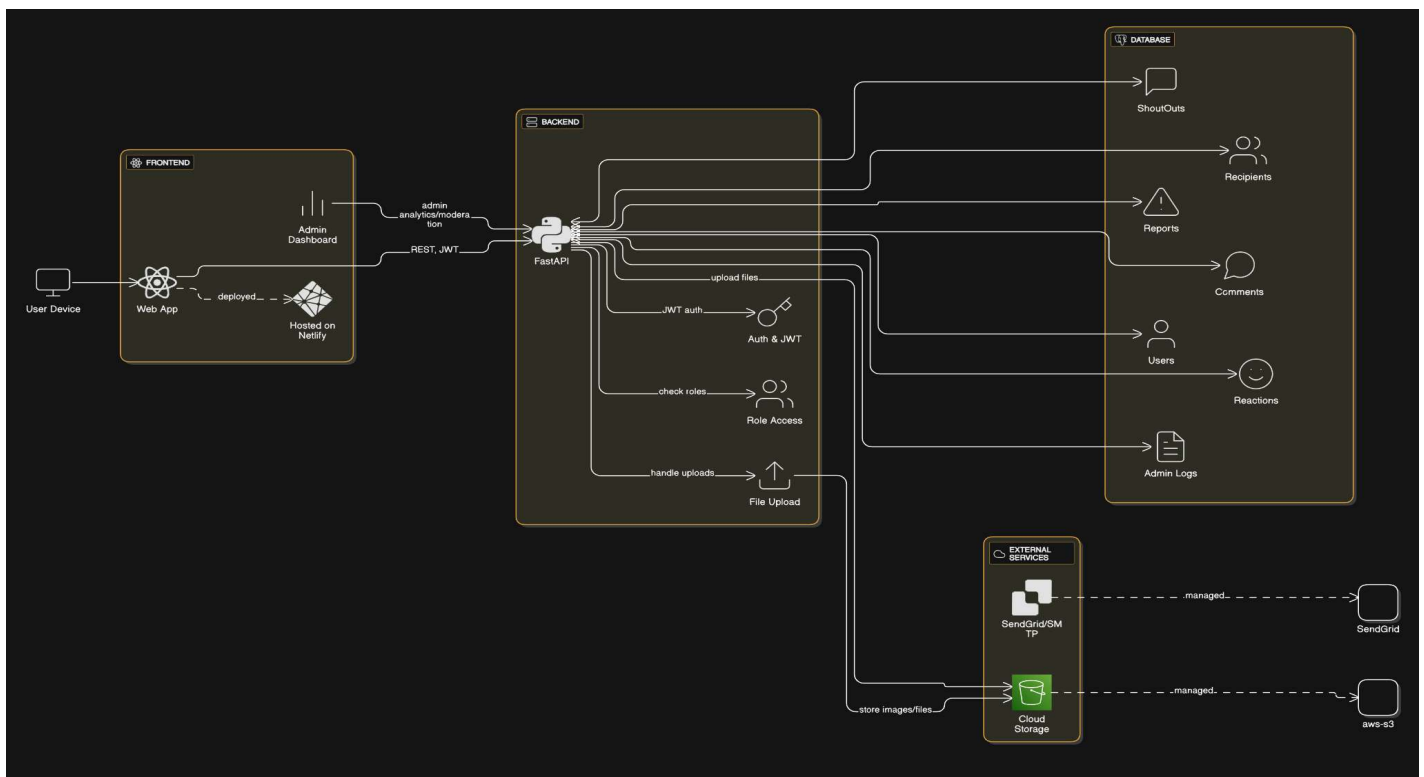 DATABASE
ShoutOuts
BACKEND
Recipients
FRONTEND
admin
analytics/modera
tion
Admin
Dashboard
Reports
REST, JWT
FastAPI
upload files
Comments
User Device
Web App
deployed
Hosted on
Netlify
JWT auth
Auth & JWT
Users
check roles
Role Access
Reactions
handle uploads
File Upload
Admin Logs
EXTERNAL
SERVICES
managed
SendGrid/SM
TP
SendGrid
managed
store images/files
Cloud
Storage
aws-s3